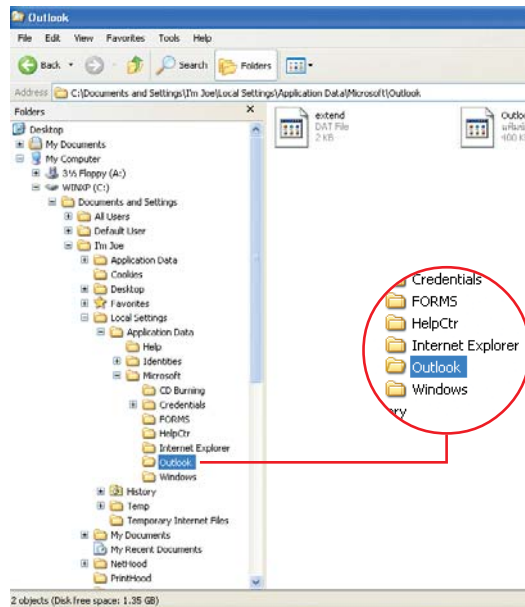 Outlook
File Edit View Favorites Tools Help
Back Search Folders
Address C:\Documents and Settings\I'm Joe\Local Settings\Application Data\Microsoft\Outlook
Folders
Desktop
My Documents
My Computer
3½ Floppy (A:)
WINXP (C:)
Documents and Settings
All Users
Default User
I'm Joe
Application Data
Cookies
Desktop
Favorites
Local Settings
Application Data
Help
Identities
Microsoft
CD Burning
Credentials
FORMS
HelpCtr
Internet Explorer
Outlook
Windows
History
Temp
Temporary Internet Files
My Documents
My Recent Documents
NetHood
PrintHood
extend
DAT File
2 KB
Outlo
400 K
Credentials
FORMS
HelpCtr
Internet Explorer
Outlook
Windows
ry
2 objects (Disk free space: 1.35 GB)